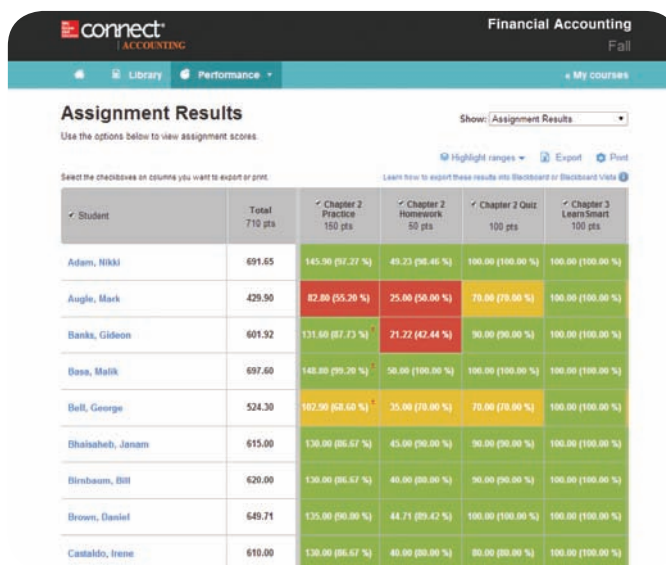 connect
ACCOUNTING
Financial Accounting
Fall
Library
Performance
« My courses
Assignment Results
Show: Assignment Results
Use the options below to view assignment scores.
Highlight ranges Export Print
Select the checkboxes on columns you want to export or print.
Learn how to export these results into Blackboard or Blackboard Vista
✓ Student Total 710 pts ✓ Chapter 2 Practice 150 pts ✓ Chapter 2 Homework 50 pts ✓ Chapter 2 Quiz 100 pts ✓ Chapter 3 LearnSmart 100 pts
Adam, Nikki 691.65 145.90 (97.27 %) 49.23 (98.46 %) 100.00 (100.00 %) 100.00 (100.00 %)
Augle, Mark 429.90 82.80 (55.20 %) 25.00 (50.00 %) 70.00 (70.00 %) 100.00 (100.00 %)
Banks, Gideon 601.92 131.60 (87.73 %) 21.22 (42.44 %) 90.00 (90.00 %) 100.00 (100.00 %)
Basa, Malik 697.60 148.80 (99.20 %) 50.00 (100.00 %) 100.00 (100.00 %) 100.00 (100.00 %)
Bell, George 524.30 102.90 (68.60 %) 35.00 (70.00 %) 70.00 (70.00 %) 100.00 (100.00 %)
Bhaisaheb, Janam 615.00 130.00 (86.67 %) 45.00 (90.00 %) 90.00 (90.00 %) 100.00 (100.00 %)
Birnbaum, Bill 620.00 130.00 (86.67 %) 40.00 (80.00 %) 90.00 (90.00 %) 100.00 (100.00 %)
Brown, Daniel 649.71 135.00 (90.00 %) 44.71 (89.42 %) 100.00 (100.00 %) 100.00 (100.00 %)
Castaldo, Irene 610.00 130.00 (86.67 %) 40.00 (80.00 %) 80.00 (80.00 %) 100.00 (100.00 %)